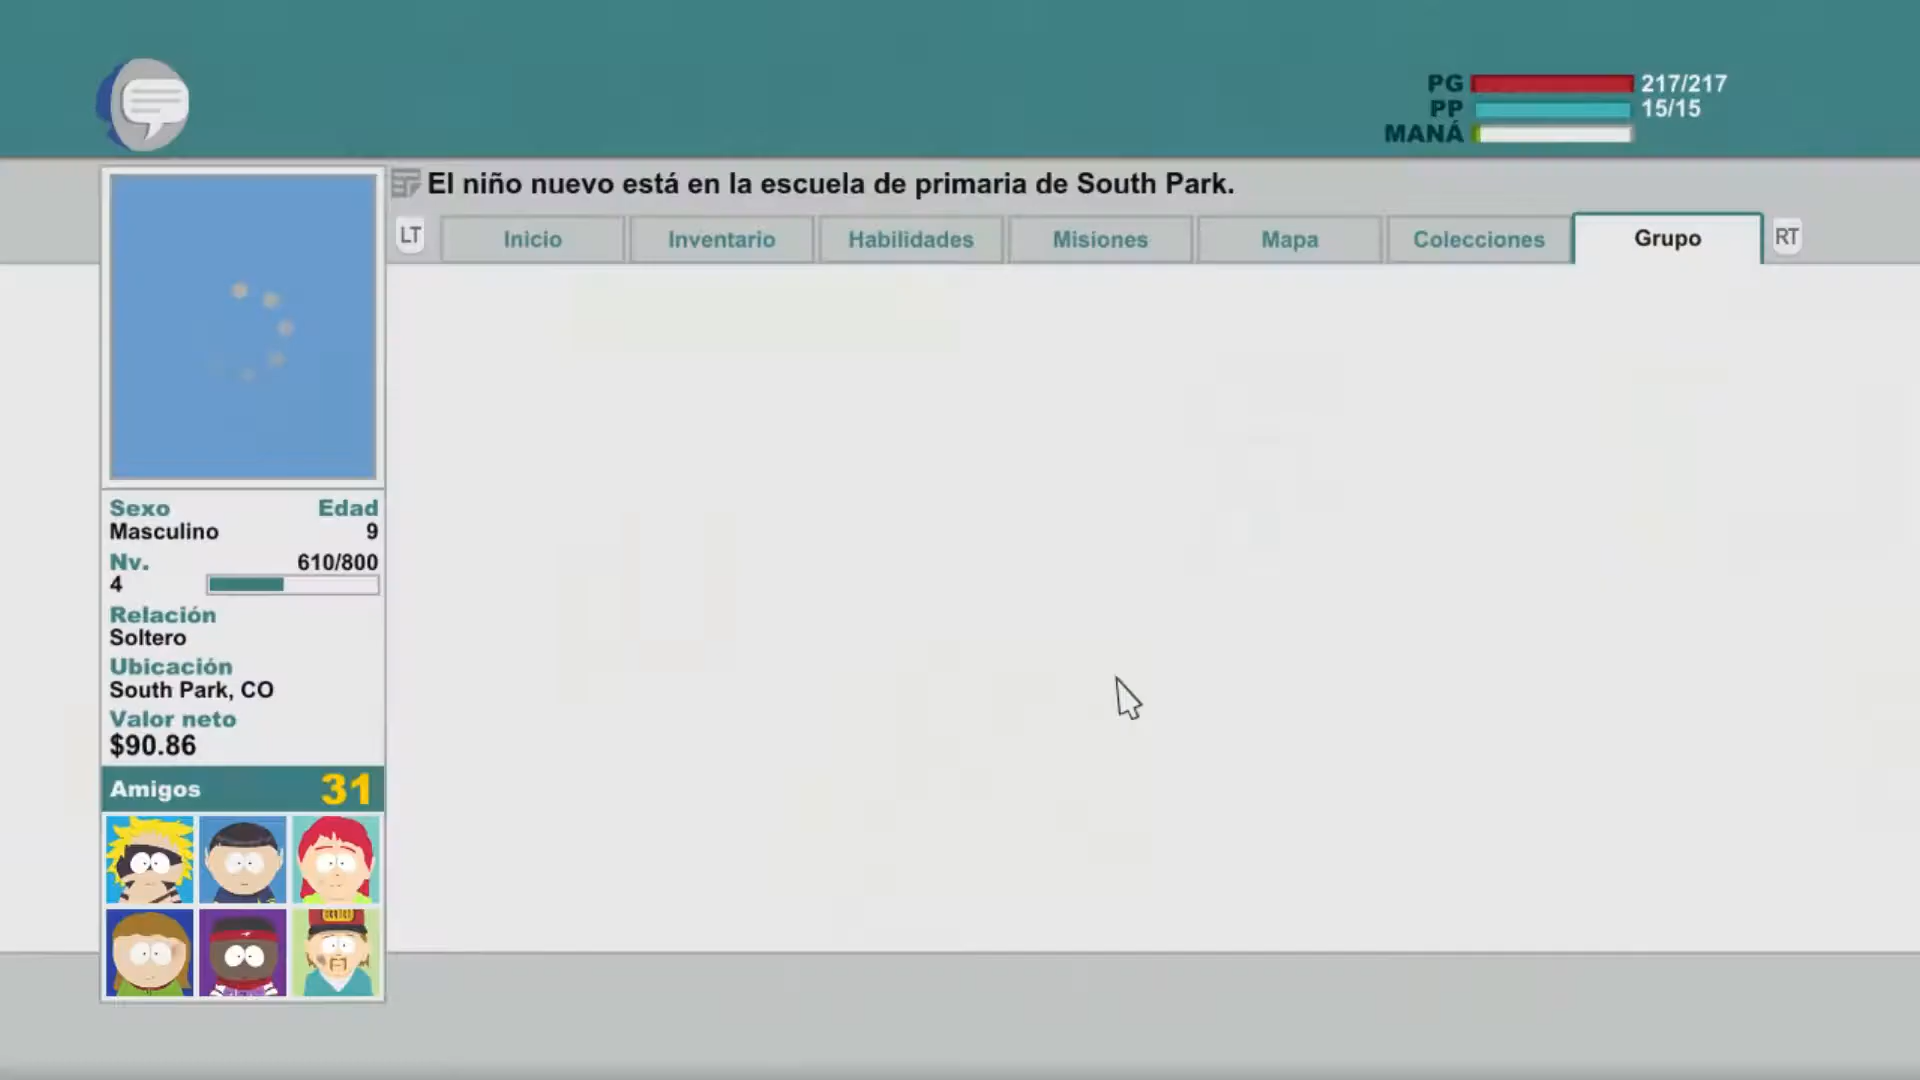 PG 217/217
PP 15/15
MANÁ
El niño nuevo está en la escuela de primaria de South Park.
LT Inicio Inventario Habilidades Misiones Mapa Colecciones Grupo RT
Sexo Edad
Masculino 9
Nv. 610/800
4
Relación
Soltero
Ubicación
South Park, CO
Valor neto
$90.86
Amigos 31